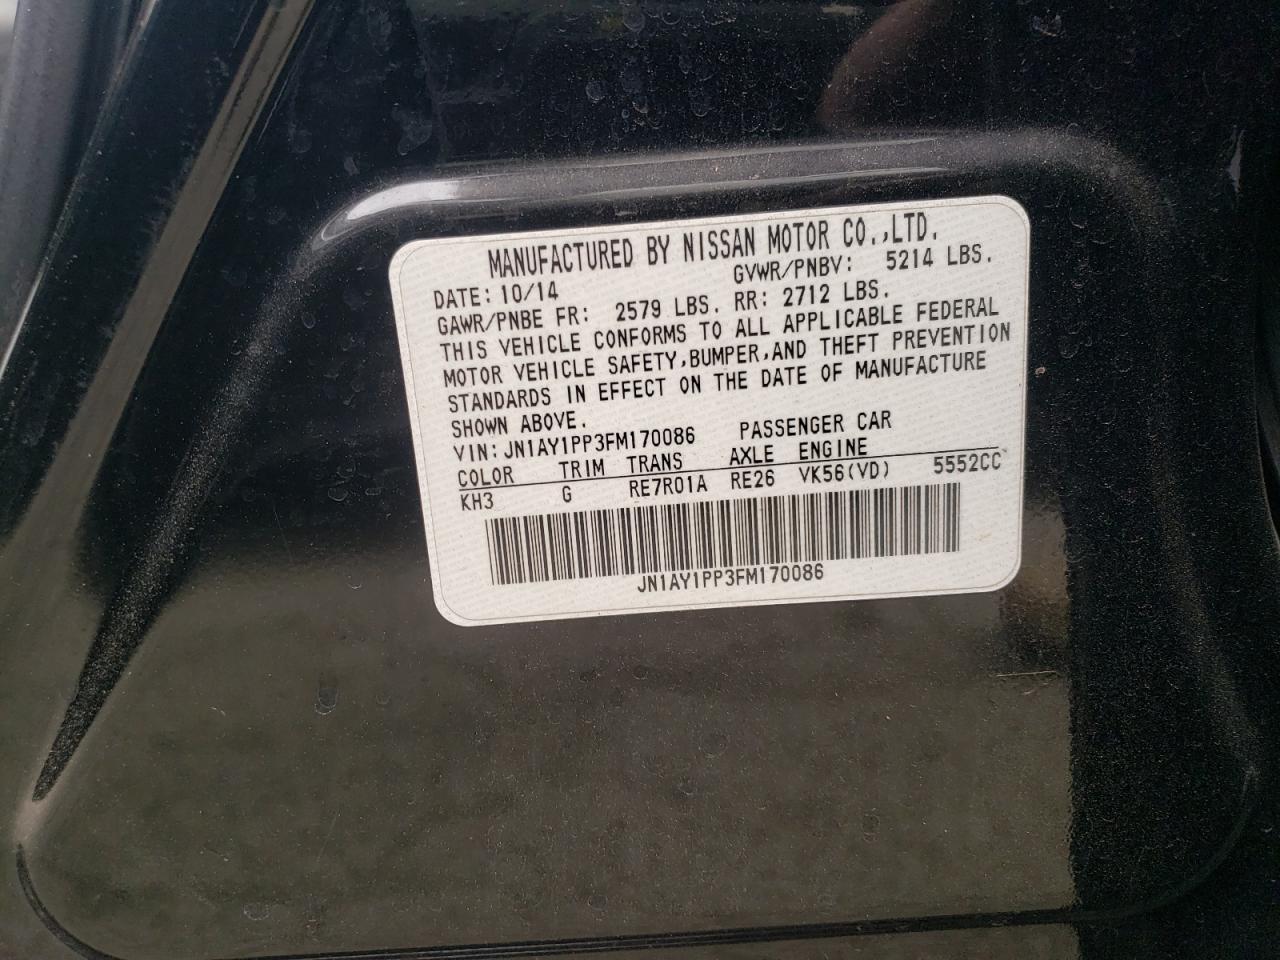 MANUFACTURED BY NISSAN MOTOR CO.,LTD.
DATE: 10/14 GVWR/PNBV: 5214 LBS.
GAWR/PNBE FR: 2579 LBS. RR: 2712 LBS.
THIS VEHICLE CONFORMS TO ALL APPLICABLE FEDERAL
MOTOR VEHICLE SAFETY,BUMPER,AND THEFT PREVENTION
STANDARDS IN EFFECT ON THE DATE OF MANUFACTURE
SHOWN ABOVE.
VIN: JN1AY1PP3FM170086 PASSENGER CAR
COLOR TRIM TRANS AXLE ENGINE
KH3 G RE7R01A RE26 VK56(VD) 5552CC
JN1AY1PP3FM170086